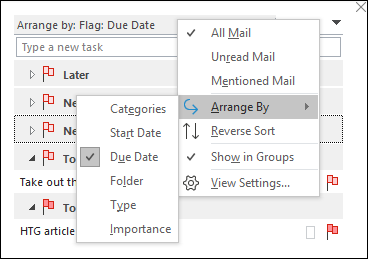 Arrange by: Flag: Due Date
Type a new task
All Mail
Unread Mail
Mentioned Mail
Arrange By
Reverse Sort
Show in Groups
View Settings...
Categories
Start Date
Due Date
Folder
Type
Importance
Later
Ne
Ne
To
Take out th
To
HTG article